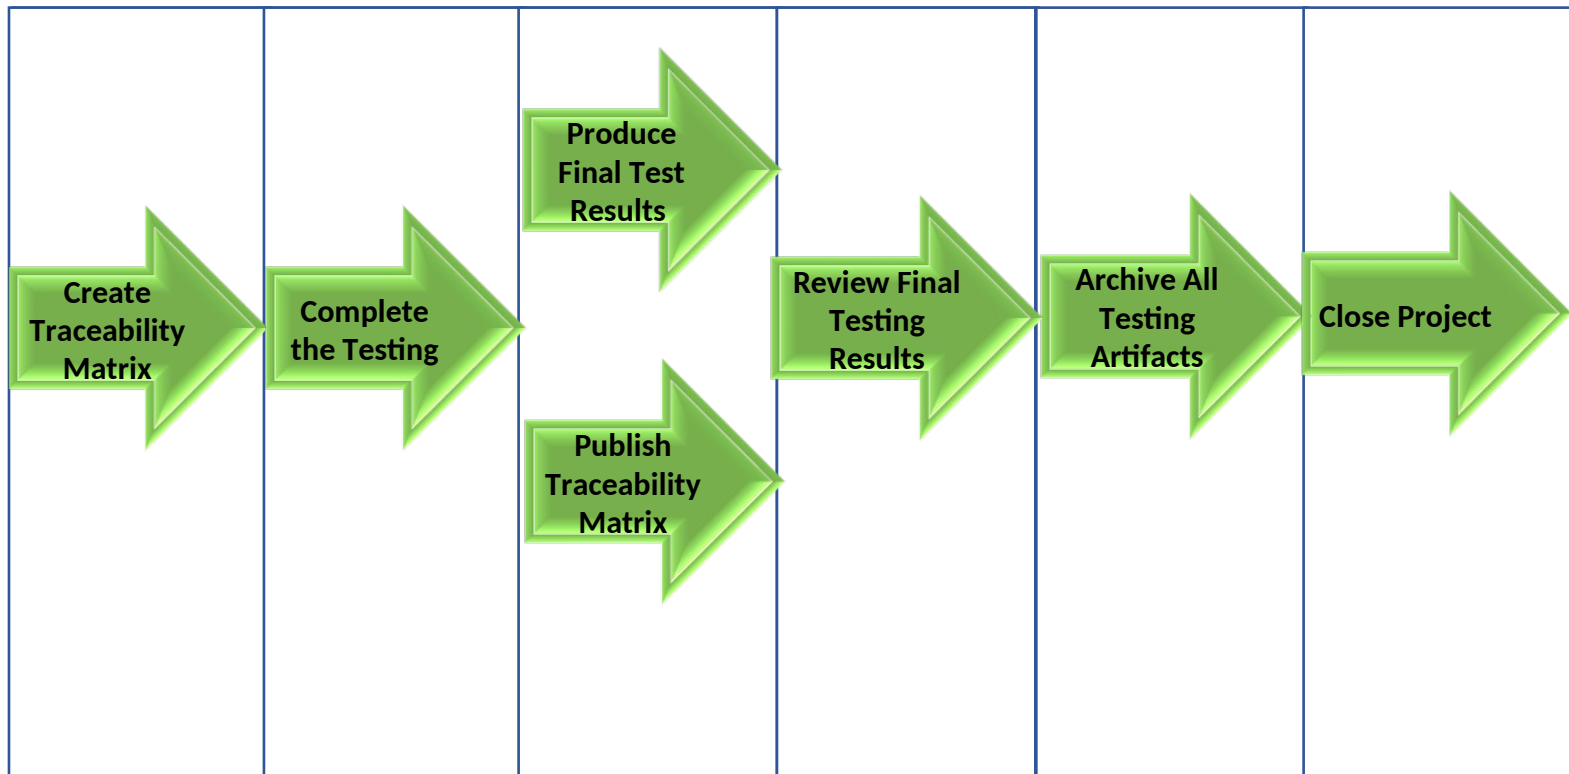 Create
Traceability
Matrix
Complete
the Testing
Produce
Final Test
Results
Publish
Traceability
Matrix
Review Final
Testing
Results
Archive All
Testing
Artifacts
Close Project